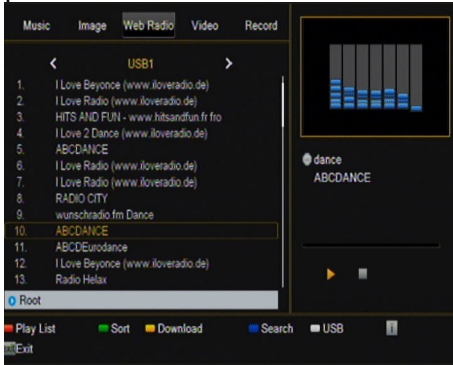 Music Image Web Radio Video Record
< USB1 >
1. I Love Beyonce (www.iloveradio.de)
2. I Love Radio (www.iloveradio.de)
3. HITS AND FUN - www.hitsandfun.fr fro
4. I Love 2 Dance (www.iloveradio.de)
5. ABCDANCE
6. I Love Radio (www.iloveradio.de)
7. I Love Radio (www.iloveradio.de)
8. RADIO CITY
9. wunschradio.fm Dance
10. ABCDANCE
11. ABCDEurodance
12. I Love Beyonce (www.iloveradio.de)
13. Radio Helax
Root
dance
ABCDANCE
Play List Sort Download Search USB i
Exit